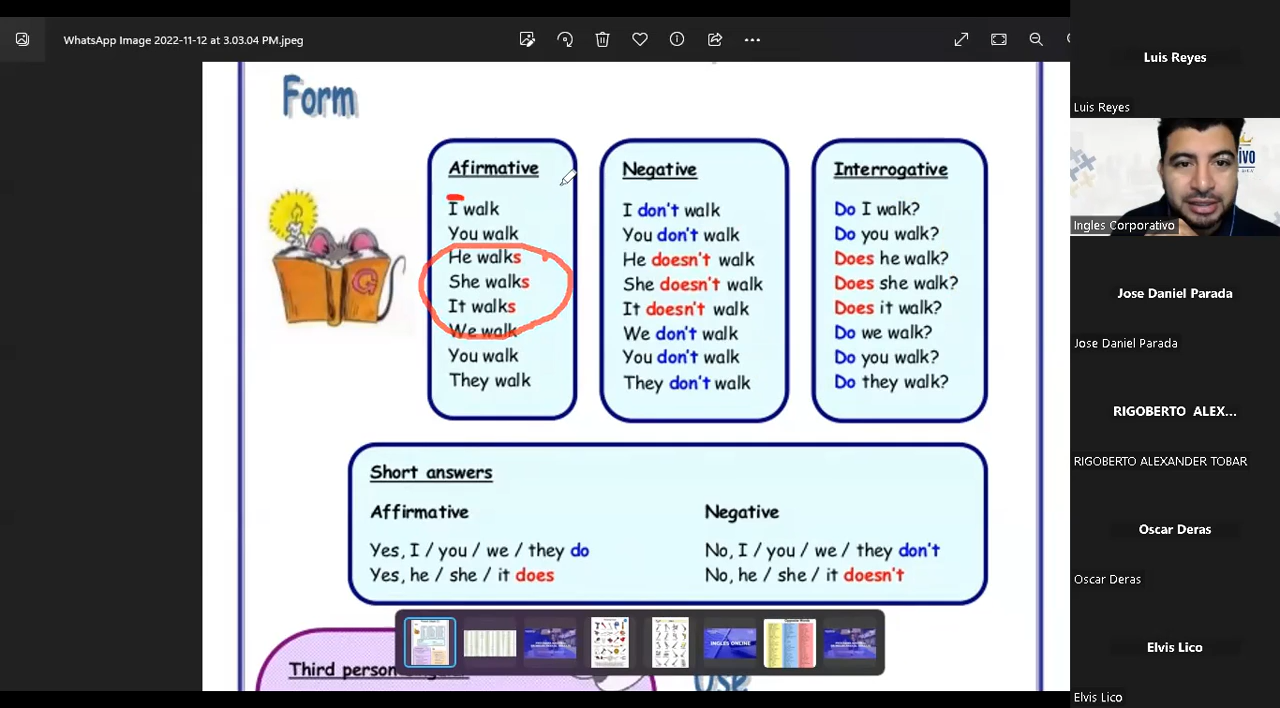 WhatsApp Image 2022-11-12 at 3.03.04 PM.jpeg
Form
Afirmative
I walk
You walk
He walks
She walks
It walks
We walk
You walk
They walk
Negative
I don't walk
You don't walk
He doesn't walk
She doesn't walk
It doesn't walk
We don't walk
You don't walk
They don't walk
Interrogative
Do I walk?
Do you walk?
Does he walk?
Does she walk?
Does it walk?
Do we walk?
Do you walk?
Do they walk?
Short answers
Affirmative
Yes, I / you / we / they do
Yes, he / she / it does
Negative
No, I / you / we / they don't
No, he / she / it doesn't
Third person
Use
INGLES ONLINE
Luis Reyes
Luis Reyes
IVO
Ingles Corporativo
Jose Daniel Parada
Jose Daniel Parada
RIGOBERTO ALEX...
RIGOBERTO ALEXANDER TOBAR
Oscar Deras
Oscar Deras
Elvis Lico
Elvis Lico